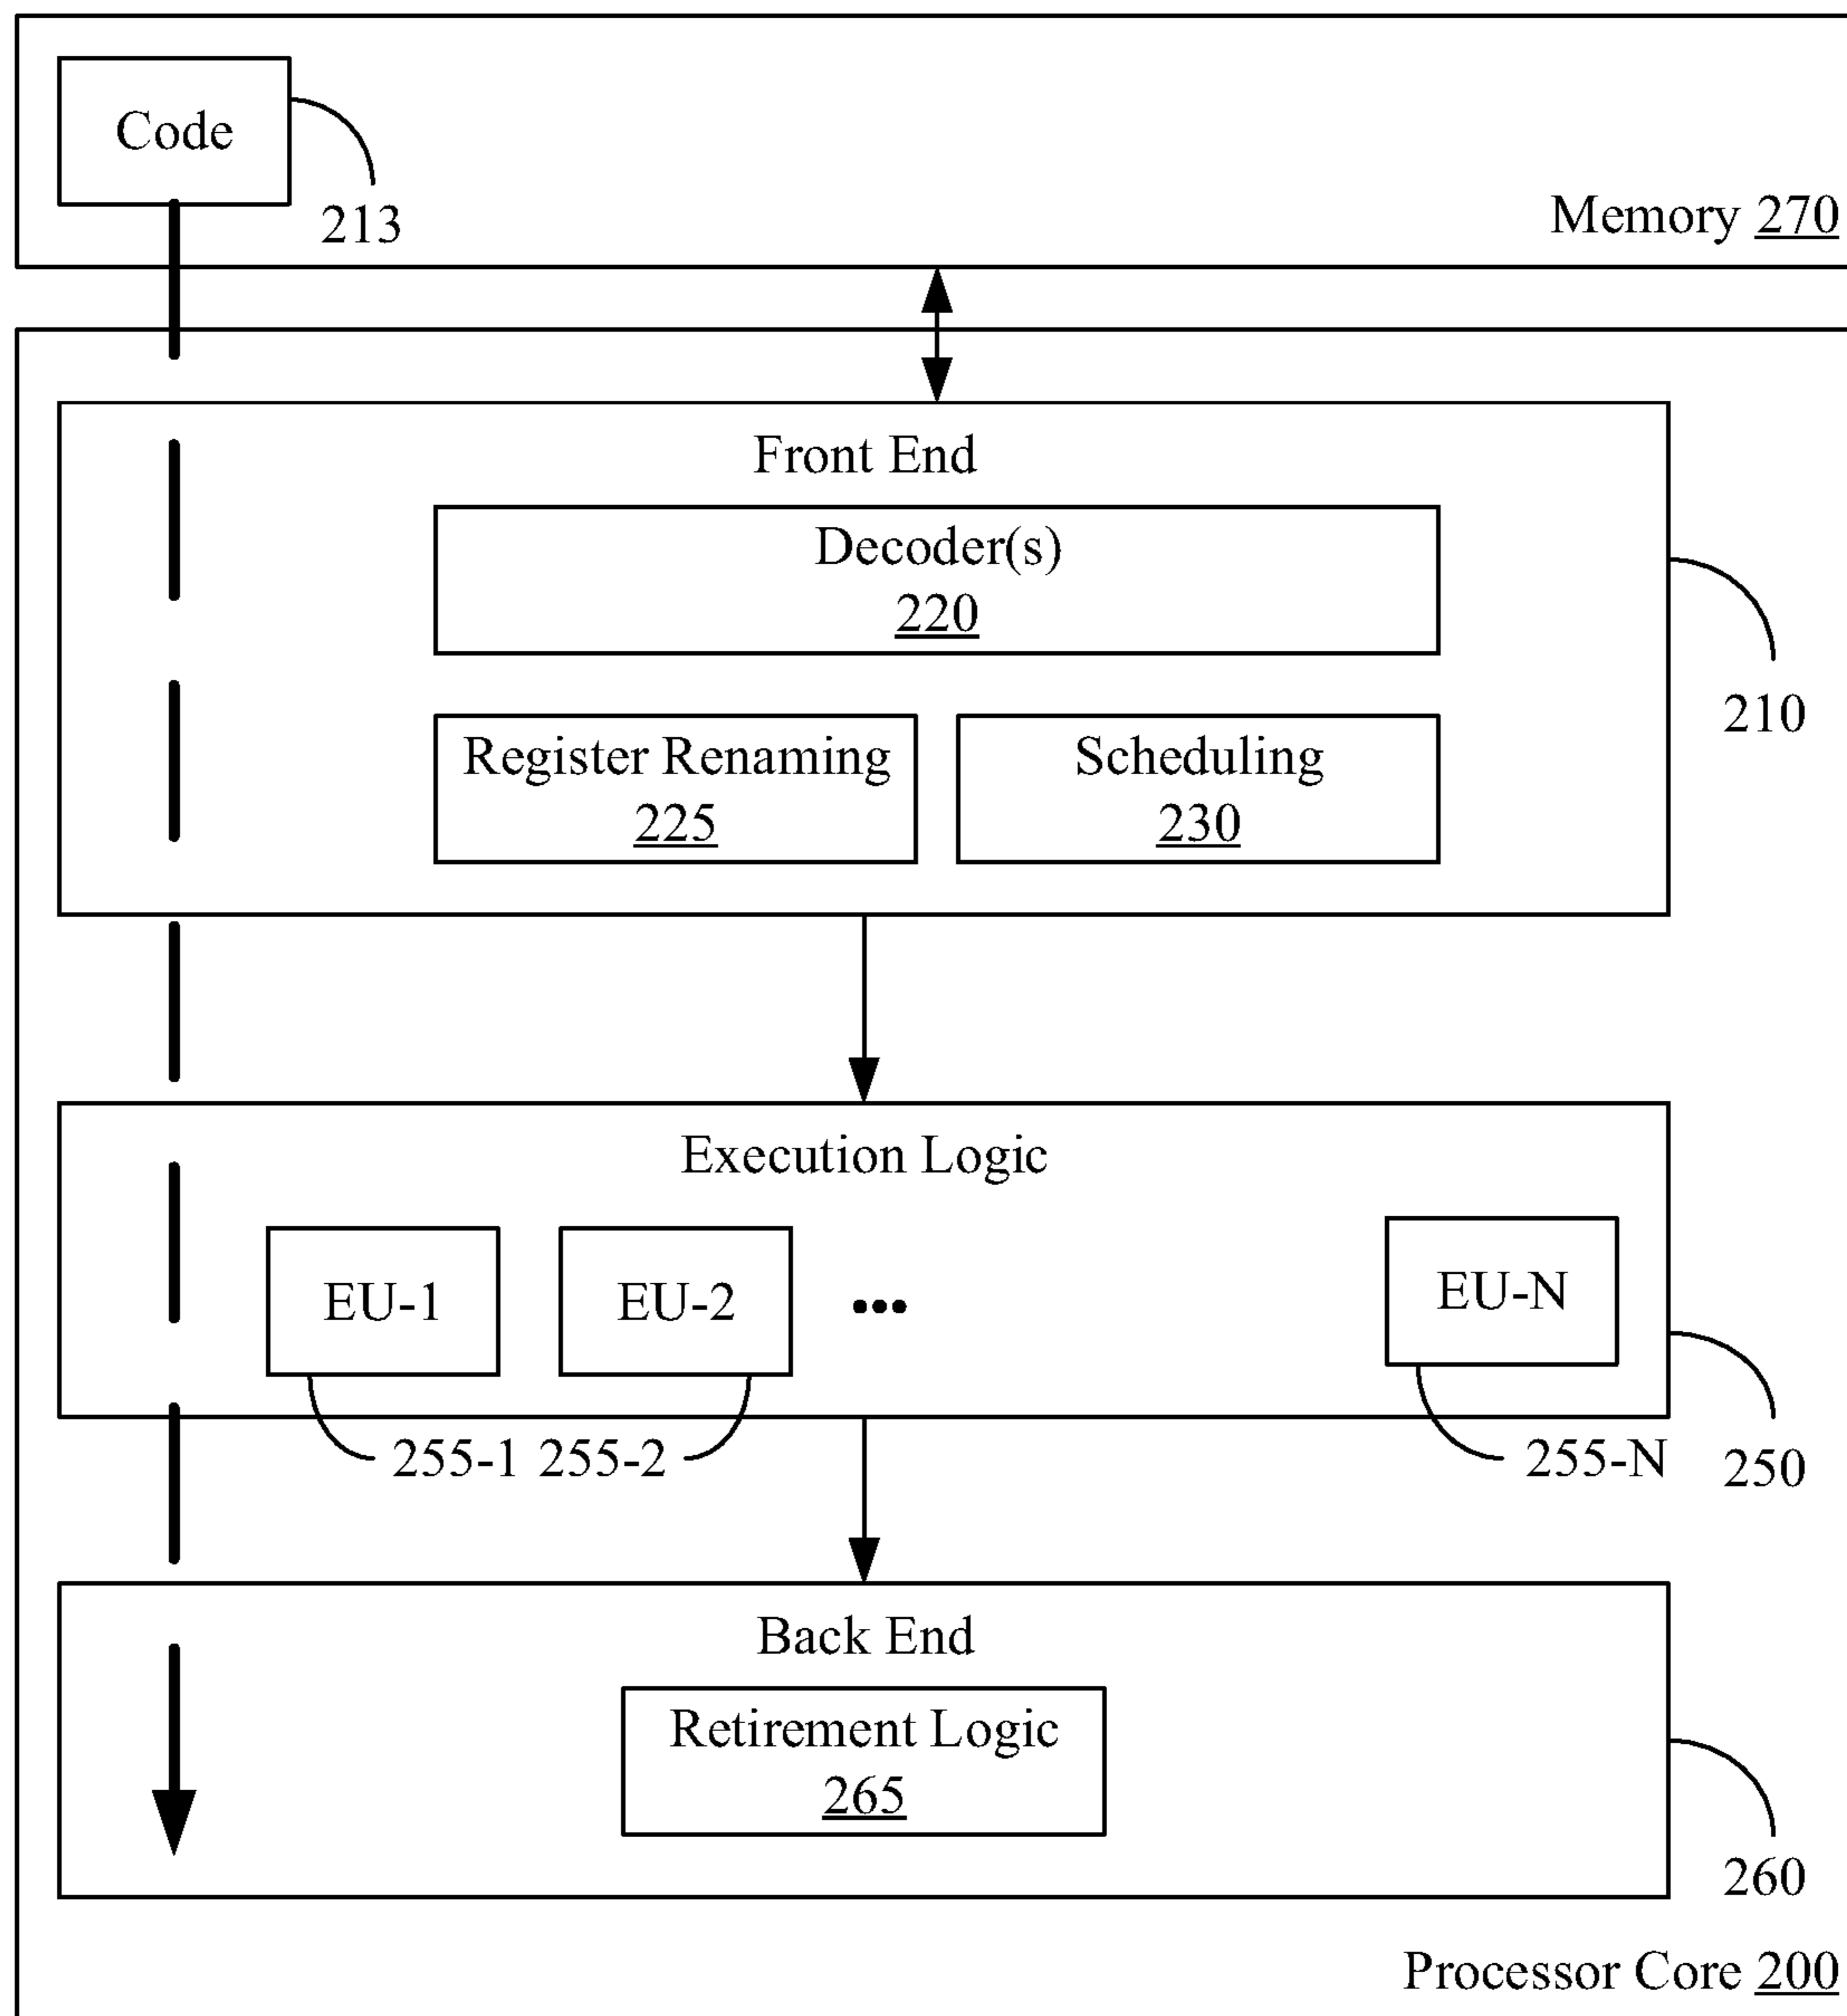 Code
213
Memory 270
Front End
Decoder(s)
220
210
Register Renaming
225
Scheduling
230
Execution Logic
EU-1
EU-2
•••
EU-N
255-1
255-2
255-N
250
Back End
Retirement Logic
265
260
Processor Core 200